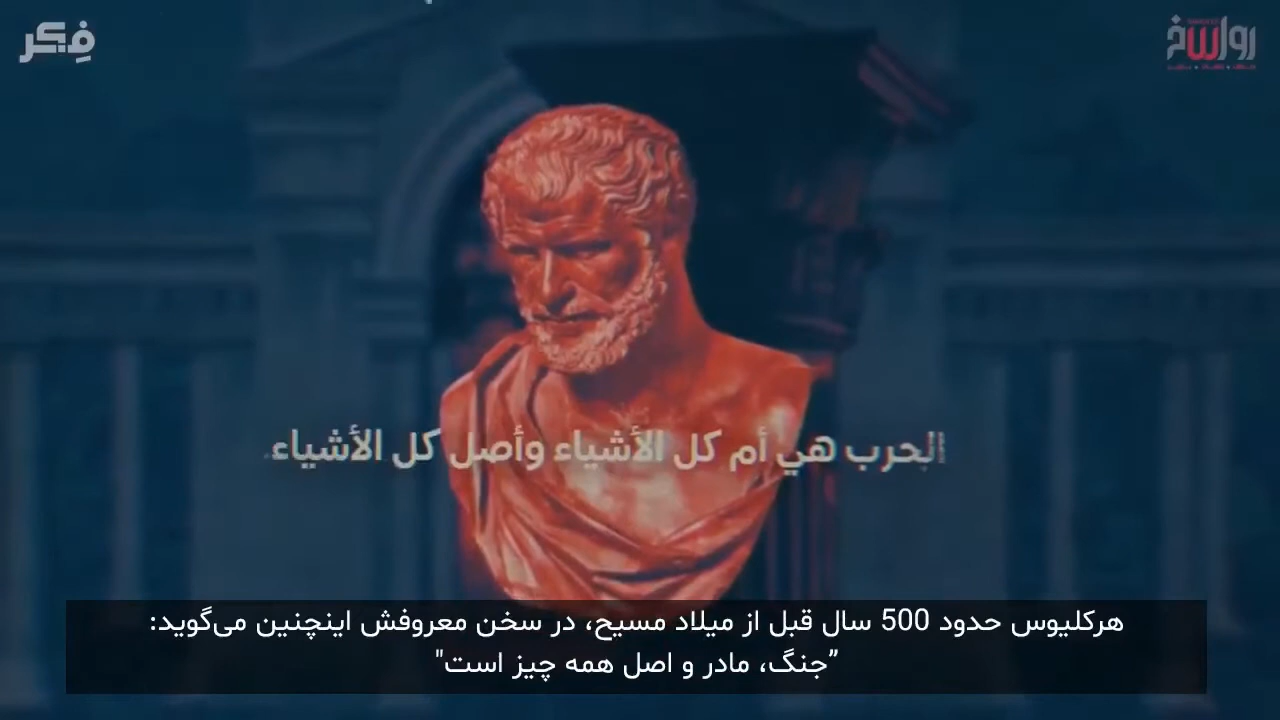 فِكر
رواسخ
الحرب هي أم كل الأشياء وأصل كل الأشياء.
هرکلیوس حدود 500 سال قبل از میلاد مسیح، در سخن معروفش اینچنین می‌گوید:
”جنگ، مادر و اصل همه چیز است"